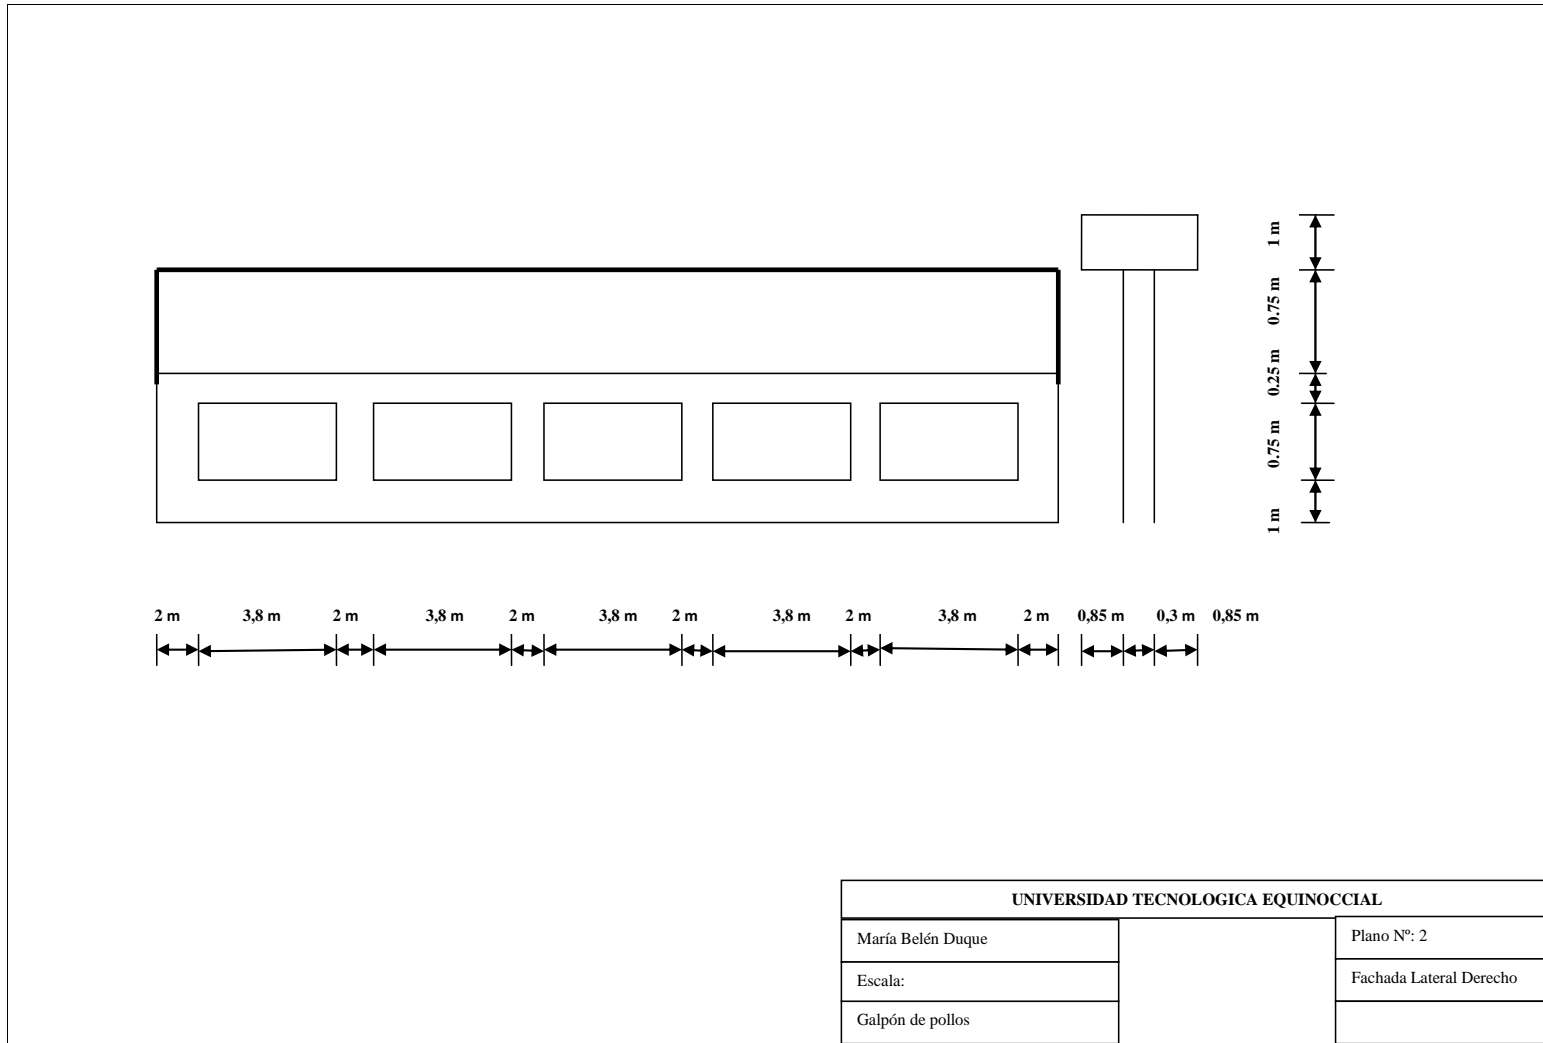 1 m
0.75 m
0.25 m
0.75 m
1 m
2 m 3,8 m 2 m 3,8 m 2 m 3,8 m 2 m 3,8 m 2 m 3,8 m 2 m 0,85 m 0,3 m 0,85 m
UNIVERSIDAD TECNOLOGICA EQUINOCCIAL
María Belén Duque
Plano Nº: 2
Escala:
Fachada Lateral Derecho
Galpón de pollos